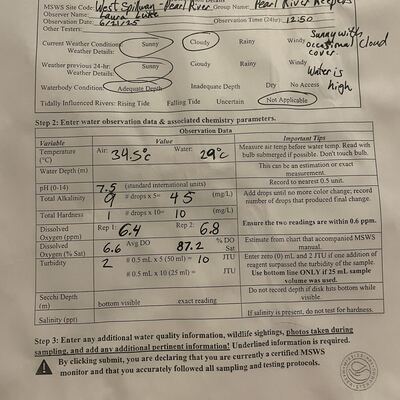 MSWS Site Code: West Spillman - Pearl River Group Name: Pearl River Keepers
Observer Name: Laura
Observation Date: 6/21/25 Observation Time (24hr): 12:50
Other Testers:
Current Weather Conditions: Sunny Cloudy Rainy Windy Sunny with
Weather Details: occasional cloud
cover
Weather previous 24-hr: Sunny Cloudy Rainy Windy
Weather Details: Water is
Waterbody Condition: Adequate Depth Inadequate Depth Dry No Access high
Tidally Influenced Rivers: Rising Tide Falling Tide Uncertain Not Applicable
Step 2: Enter water observation data & associated chemistry parameters.
Observation Data
Variable Value Important Tips
Temperature (°C) Air: 34.5°C Water: 29°C Measure air temp before water temp. Read with bulb submerged if possible. Don't touch bulb.
Water Depth (m) This can be an estimation or exact measurement.
pH (0-14) 7.5 (standard international units) Record to nearest 0.5 unit.
Total Alkalinity 9 # drops x 5= 45 (mg/L) Add drops until no more color change; record number of drops that produced final change.
Total Hardness 1 # drops x 10= 10 (mg/L)
Dissolved Oxygen (ppm) Rep 1: 6.4 Rep 2: 6.8 Ensure the two readings are within 0.6 ppm.
Dissolved Oxygen (% Sat) 6.6 Avg DO 87.2 % DO Sat Estimate from chart that accompanied MSWS manual.
Turbidity 2 # 0.5 mL x 5 (50 ml) = 10 JTU Enter zero (0) mL and 2 JTU if one addition of reagent surpassed the turbidity of the sample.
# 0.5 mL x 10 (25 ml) = JTU Use bottom line ONLY if 25 mL sample volume was used.
Secchi Depth (m) bottom visible exact reading Do not record depth if disk hits bottom while visible.
Salinity (ppt) If salinity is present, do not test for hardness.
Step 3: Enter any additional water quality information, wildlife sightings, photos taken during
sampling, and add any additional pertinent information! Underlined information is required.
By clicking submit, you are declaring that you are currently a certified MSWS
monitor and that you accurately followed all sampling and testing protocols.